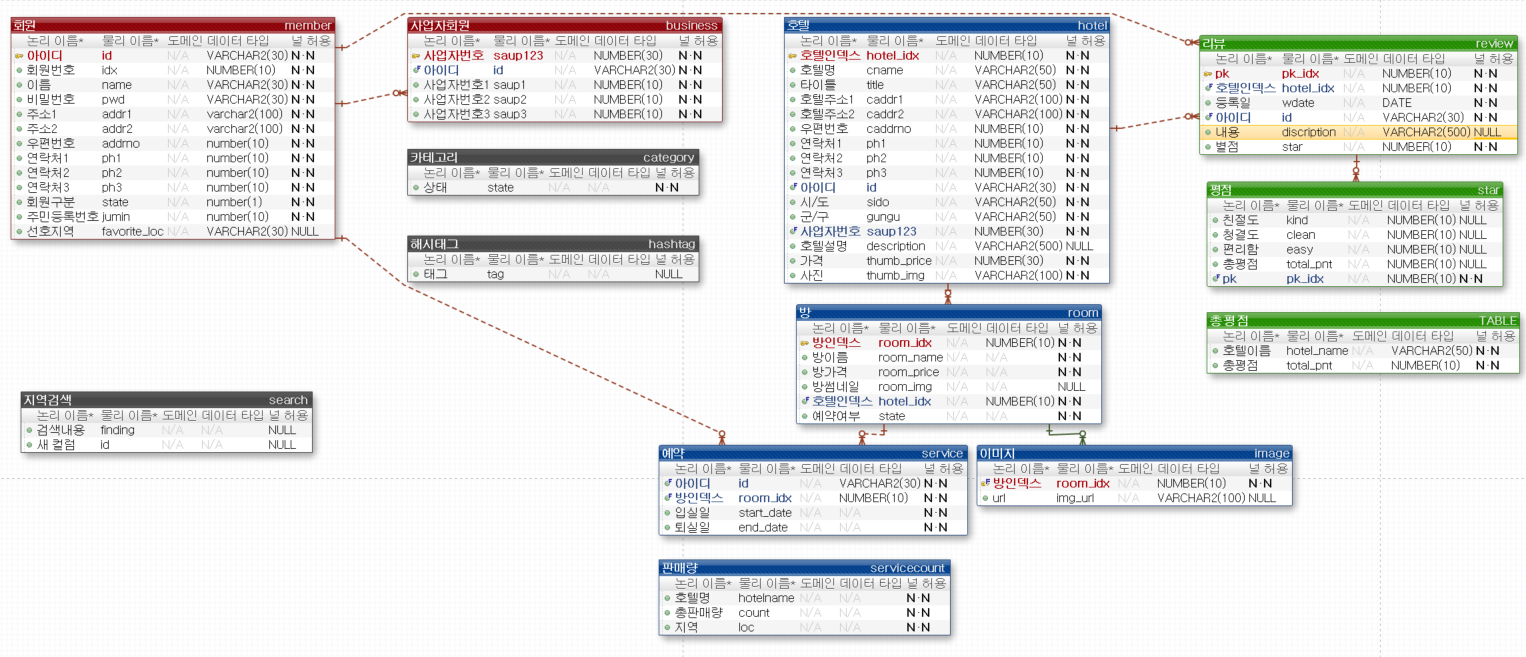 회원 member
논리 이름* 물리 이름* 도메인 데이터 타입 널 허용
아이디 id N/A VARCHAR2(30) N·N
회원번호 idx N/A NUMBER(10) N·N
이름 name N/A VARCHAR2(30) N·N
비밀번호 pwd N/A VARCHAR2(30) N·N
주소1 addr1 N/A varchar2(100) N·N
주소2 addr2 N/A varchar2(100) N·N
우편번호 addrno N/A number(10) N·N
연락처1 ph1 N/A number(10) N·N
연락처2 ph2 N/A number(10) N·N
연락처3 ph3 N/A number(10) N·N
회원구분 state N/A number(1) N·N
주민등록번호 jumin N/A number(10) N·N
선호지역 favorite_loc N/A VARCHAR2(30) NULL
사업자회원 business
논리 이름* 물리 이름* 도메인 데이터 타입 널 허용
사업자번호 saup123 N/A NUMBER(30) N·N
아이디 id N/A VARCHAR2(30) N·N
사업자번호1 saup1 N/A NUMBER(10) N·N
사업자번호2 saup2 N/A NUMBER(10) N·N
사업자번호3 saup3 N/A NUMBER(10) N·N
카테고리 category
논리 이름* 물리 이름* 도메인 데이터 타입 널 허용
상태 state N/A N/A N·N
해시태그 hashtag
논리 이름* 물리 이름* 도메인 데이터 타입 널 허용
태그 tag N/A N/A NULL
호텔 hotel
논리 이름* 물리 이름* 도메인 데이터 타입 널 허용
호텔인덱스 hotel_idx N/A NUMBER(10) N·N
호텔명 cname N/A VARCHAR2(50) N·N
타이틀 title N/A VARCHAR2(50) N·N
호텔주소1 caddr1 N/A VARCHAR2(100) N·N
호텔주소2 caddr2 N/A VARCHAR2(100) N·N
우편번호 caddrno N/A NUMBER(10) N·N
연락처1 ph1 N/A NUMBER(10) N·N
연락처2 ph2 N/A NUMBER(10) N·N
연락처3 ph3 N/A NUMBER(10) N·N
아이디 id N/A VARCHAR2(30) N·N
시/도 sido N/A VARCHAR2(50) N·N
군/구 gungu N/A VARCHAR2(50) N·N
사업자번호 saup123 N/A NUMBER(30) N·N
호텔설명 description N/A VARCHAR2(500) NULL
가격 thumb_price N/A NUMBER(30) N·N
사진 thumb_img N/A VARCHAR2(100) N·N
리뷰 review
논리 이름* 물리 이름* 도메인 데이터 타입 널 허용
pk pk_idx N/A NUMBER(10) N·N
호텔인덱스 hotel_idx N/A NUMBER(10) N·N
등록일 wdate N/A DATE N·N
아이디 id N/A VARCHAR2(30) N·N
내용 discription N/A VARCHAR2(500) NULL
별점 star N/A NUMBER(10) N·N
평점 star
논리 이름* 물리 이름* 도메인 데이터 타입 널 허용
친절도 kind N/A NUMBER(10) NULL
청결도 clean N/A NUMBER(10) NULL
편리함 easy N/A NUMBER(10) NULL
총평점 total_pnt N/A NUMBER(10) NULL
pk pk_idx N/A NUMBER(10) N·N
총평점 TABLE
논리 이름* 물리 이름* 도메인 데이터 타입 널 허용
호텔이름 hotel_name N/A VARCHAR2(50) N·N
총평점 total_pnt N/A NUMBER(10) N·N
방 room
논리 이름* 물리 이름* 도메인 데이터 타입 널 허용
방인덱스 room_idx N/A NUMBER(10) N·N
방이름 room_name N/A N/A N·N
방가격 room_price N/A N/A N·N
방썸네일 room_img N/A N/A NULL
호텔인덱스 hotel_idx N/A NUMBER(10) N·N
예약여부 state N/A N/A N·N
지역검색 search
논리 이름* 물리 이름* 도메인 데이터 타입 널 허용
검색내용 finding N/A N/A NULL
새 컬럼 id N/A N/A NULL
예약 service
논리 이름* 물리 이름* 도메인 데이터 타입 널 허용
아이디 id N/A VARCHAR2(30) N·N
방인덱스 room_idx N/A NUMBER(10) N·N
입실일 start_date N/A N/A N·N
퇴실일 end_date N/A N/A N·N
이미지 image
논리 이름* 물리 이름* 도메인 데이터 타입 널 허용
방인덱스 room_idx N/A NUMBER(10) N·N
url img_url N/A VARCHAR2(100) NULL
판매량 servicecount
논리 이름* 물리 이름* 도메인 데이터 타입 널 허용
호텔명 hotelname N/A N/A N·N
총판매량 count N/A N/A N·N
지역 loc N/A N/A N·N